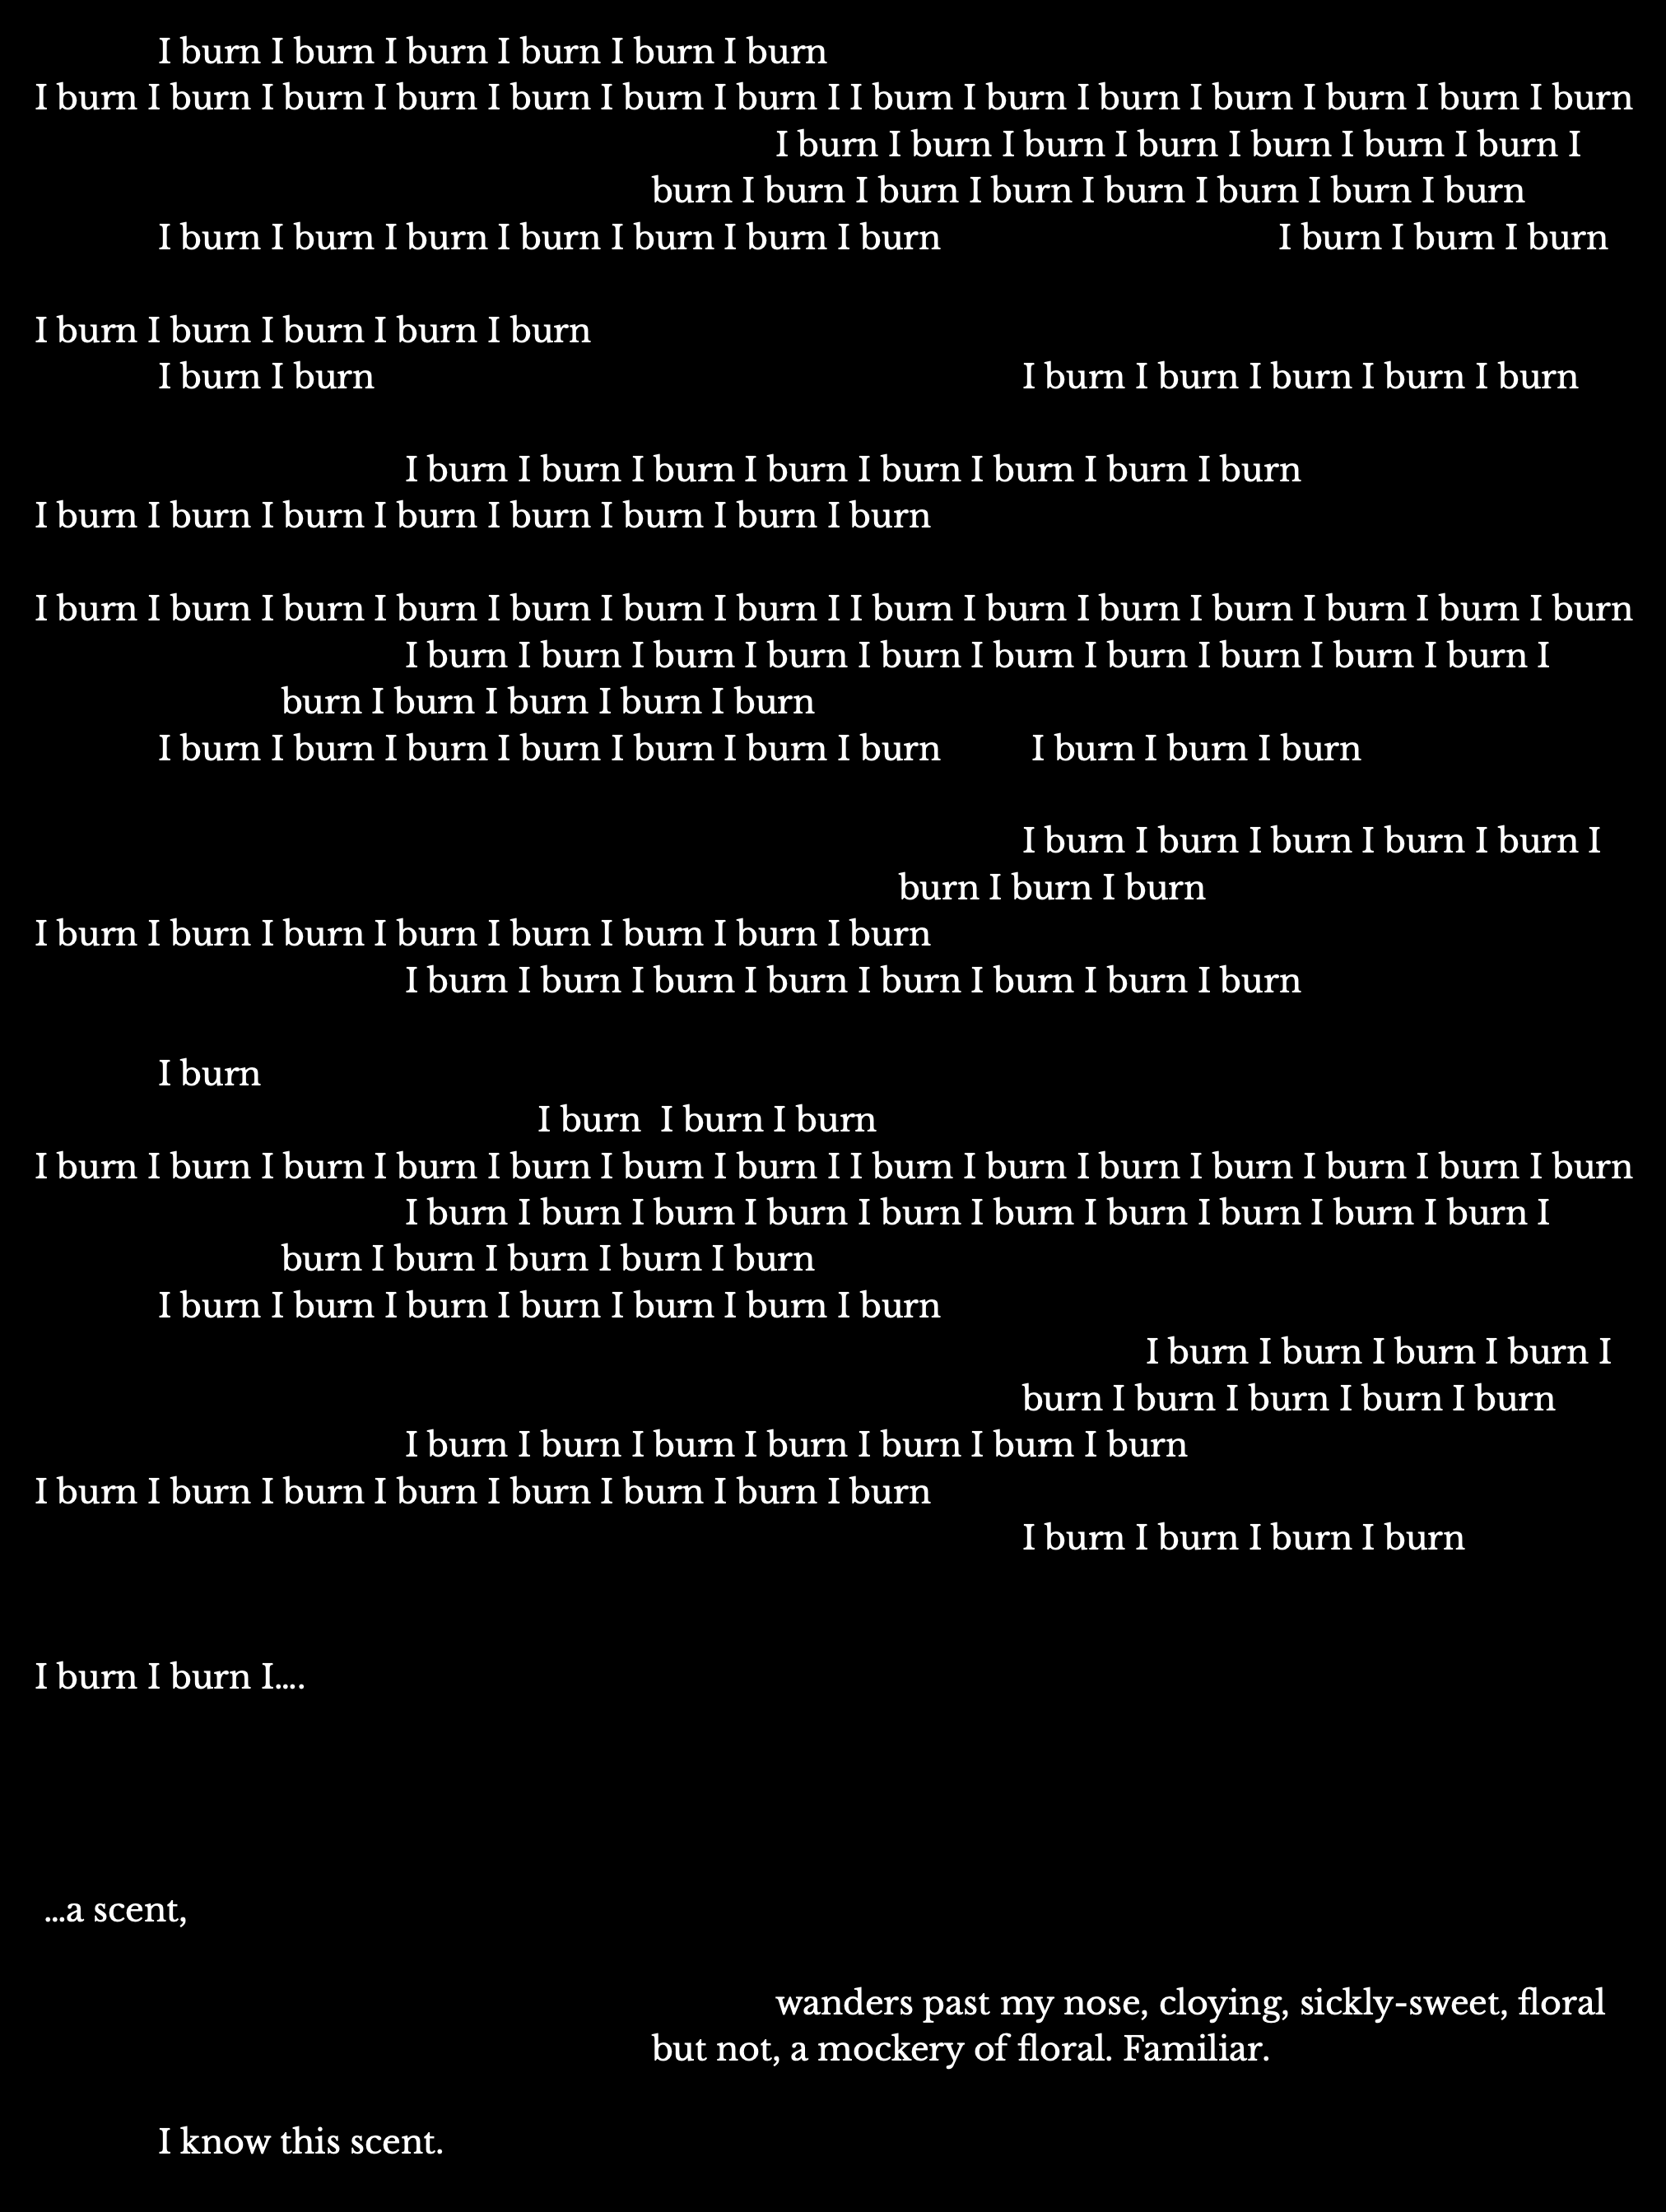 I burn I burn I burn I burn I burn I burn
I burn I burn I burn I burn I burn I burn I burn I I burn I burn I burn I burn I burn I burn I burn
I burn I burn I burn I burn I burn I burn I burn I
burn I burn I burn I burn I burn I burn I burn I burn
I burn I burn I burn I burn I burn I burn I burn I burn I burn I burn
I burn I burn I burn I burn I burn
I burn I burn I burn I burn I burn I burn I burn
I burn I burn I burn I burn I burn I burn I burn I burn
I burn I burn I burn I burn I burn I burn I burn I burn
I burn I burn I burn I burn I burn I burn I burn I I burn I burn I burn I burn I burn I burn I burn
I burn I burn I burn I burn I burn I burn I burn I burn I burn I burn I
burn I burn I burn I burn I burn
I burn I burn I burn I burn I burn I burn I burn I burn I burn I burn
I burn I burn I burn I burn I burn I
burn I burn I burn
I burn I burn I burn I burn I burn I burn I burn I burn
I burn I burn I burn I burn I burn I burn I burn I burn
I burn
I burn I burn I burn
I burn I burn I burn I burn I burn I burn I burn I I burn I burn I burn I burn I burn I burn I burn
I burn I burn I burn I burn I burn I burn I burn I burn I burn I burn I
burn I burn I burn I burn I burn
I burn I burn I burn I burn I burn I burn I burn
I burn I burn I burn I burn I
burn I burn I burn I burn I burn
I burn I burn I burn I burn I burn I burn I burn
I burn I burn I burn I burn I burn I burn I burn I burn
I burn I burn I burn I burn
I burn I burn I....
...a scent,
wanders past my nose, cloying, sickly-sweet, floral
but not, a mockery of floral. Familiar.
I know this scent.